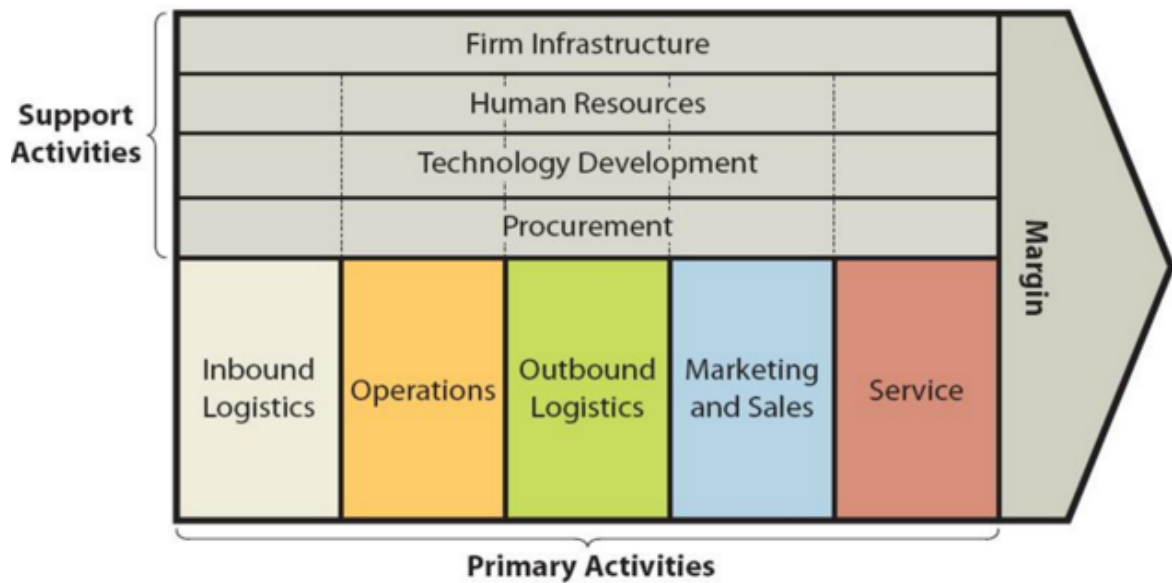 Firm Infrastructure
Support
Activities
Human Resources
Technology Development
Procurement
Margin
Inbound
Logistics
Operations
Outbound
Logistics
Marketing
and Sales
Service
Primary Activities